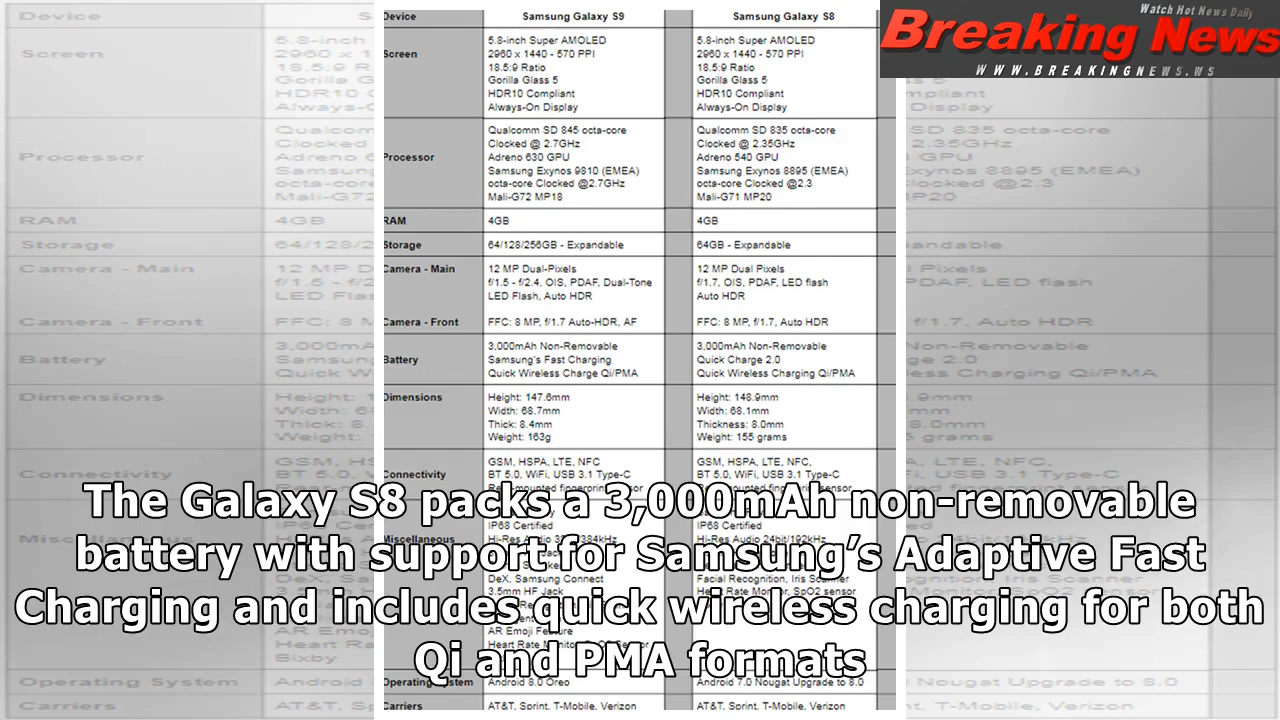 Watch Hot News Daily
Breaking News
WWW.BREAKINGNEWS.WS
Device Samsung Galaxy S9 Samsung Galaxy S8
Screen
5.8-inch Super AMOLED 5.8-inch Super AMOLED
2960 x 1440 - 570 PPI 2960 x 1440 - 570 PPI
18.5:9 Ratio 18.5:9 Ratio
Gorilla Glass 5 Gorilla Glass 5
HDR10 Compliant HDR10 Compliant
Always-On Display Always-On Display
Processor
Qualcomm SD 845 octa-core Qualcomm SD 835 octa-core
Clocked @ 2.7GHz Clocked @ 2.35GHz
Adreno 630 GPU Adreno 540 GPU
Samsung Exynos 9810 (EMEA) Samsung Exynos 8895 (EMEA)
octa-core Clocked @2.7GHz octa-core Clocked @2.3
Mali-G72 MP18 Mali-G71 MP20
RAM 4GB 4GB
Storage 64/128/256GB - Expandable 64GB - Expandable
Camera - Main 12 MP Dual-Pixels 12 MP Dual Pixels
f/1.5 - f/2.4, OIS, PDAF, Dual-Tone f/1.7, OIS, PDAF, LED flash
LED Flash, Auto HDR Auto HDR
Camera - Front FFC: 8 MP, f/1.7 Auto-HDR, AF FFC: 8 MP, f/1.7, Auto HDR
Battery
3,000mAh Non-Removable 3,000mAh Non-Removable
Samsung's Fast Charging Quick Charge 2.0
Quick Wireless Charge Qi/PMA Quick Wireless Charging Qi/PMA
Dimensions Height: 147.6mm Height: 148.9mm
Width: 68.7mm Width: 68.1mm
Thick: 8.4mm Thickness: 8.0mm
Weight: 163g Weight: 155 grams
Connectivity
GSM, HSPA, LTE, NFC GSM, HSPA, LTE, NFC,
BT 5.0, WiFi, USB 3.1 Type-C BT 5.0, WiFi, USB 3.1 Type-C
The Galaxy S8 packs a 3,000mAh non-removable
battery with support for Samsung’s Adaptive Fast
Charging and includes quick wireless charging for both
Qi and PMA formats
IP68 Certified IP68 Certified
Miscellaneous
DeX, Samsung Connect Facial Recognition, Iris Scanner
3.5mm HF Jack
AR Emoji Feature
Operating System Android 8.0 Oreo Android 7.0 Nougat Upgrade to 8.0
Carriers AT&T, Sprint, T-Mobile, Verizon AT&T, Sprint, T-Mobile, Verizon